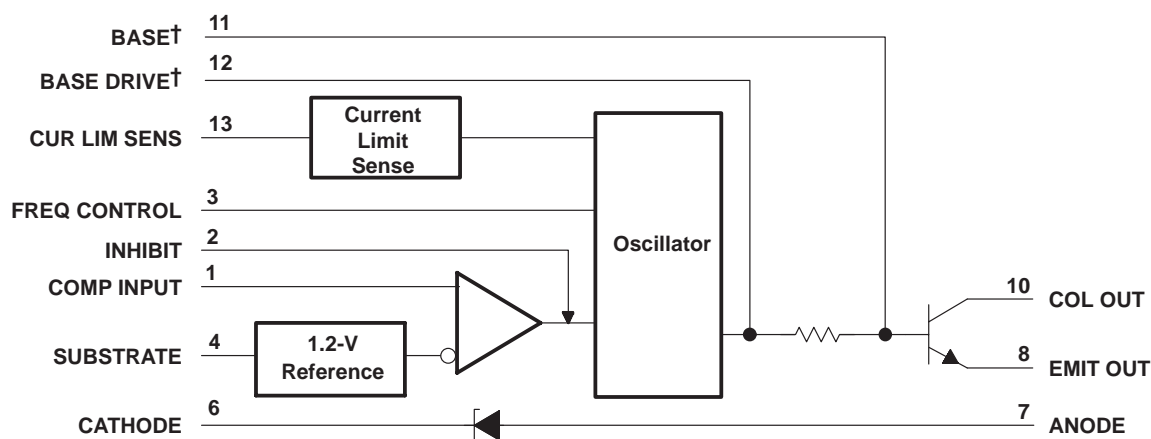 BASE† 11
BASE DRIVE† 12
CUR LIM SENS 13
Current
Limit
Sense
FREQ CONTROL 3
INHIBIT 2
COMP INPUT 1
Oscillator
SUBSTRATE 4
1.2-V
Reference
CATHODE 6
10 COL OUT
8 EMIT OUT
7 ANODE